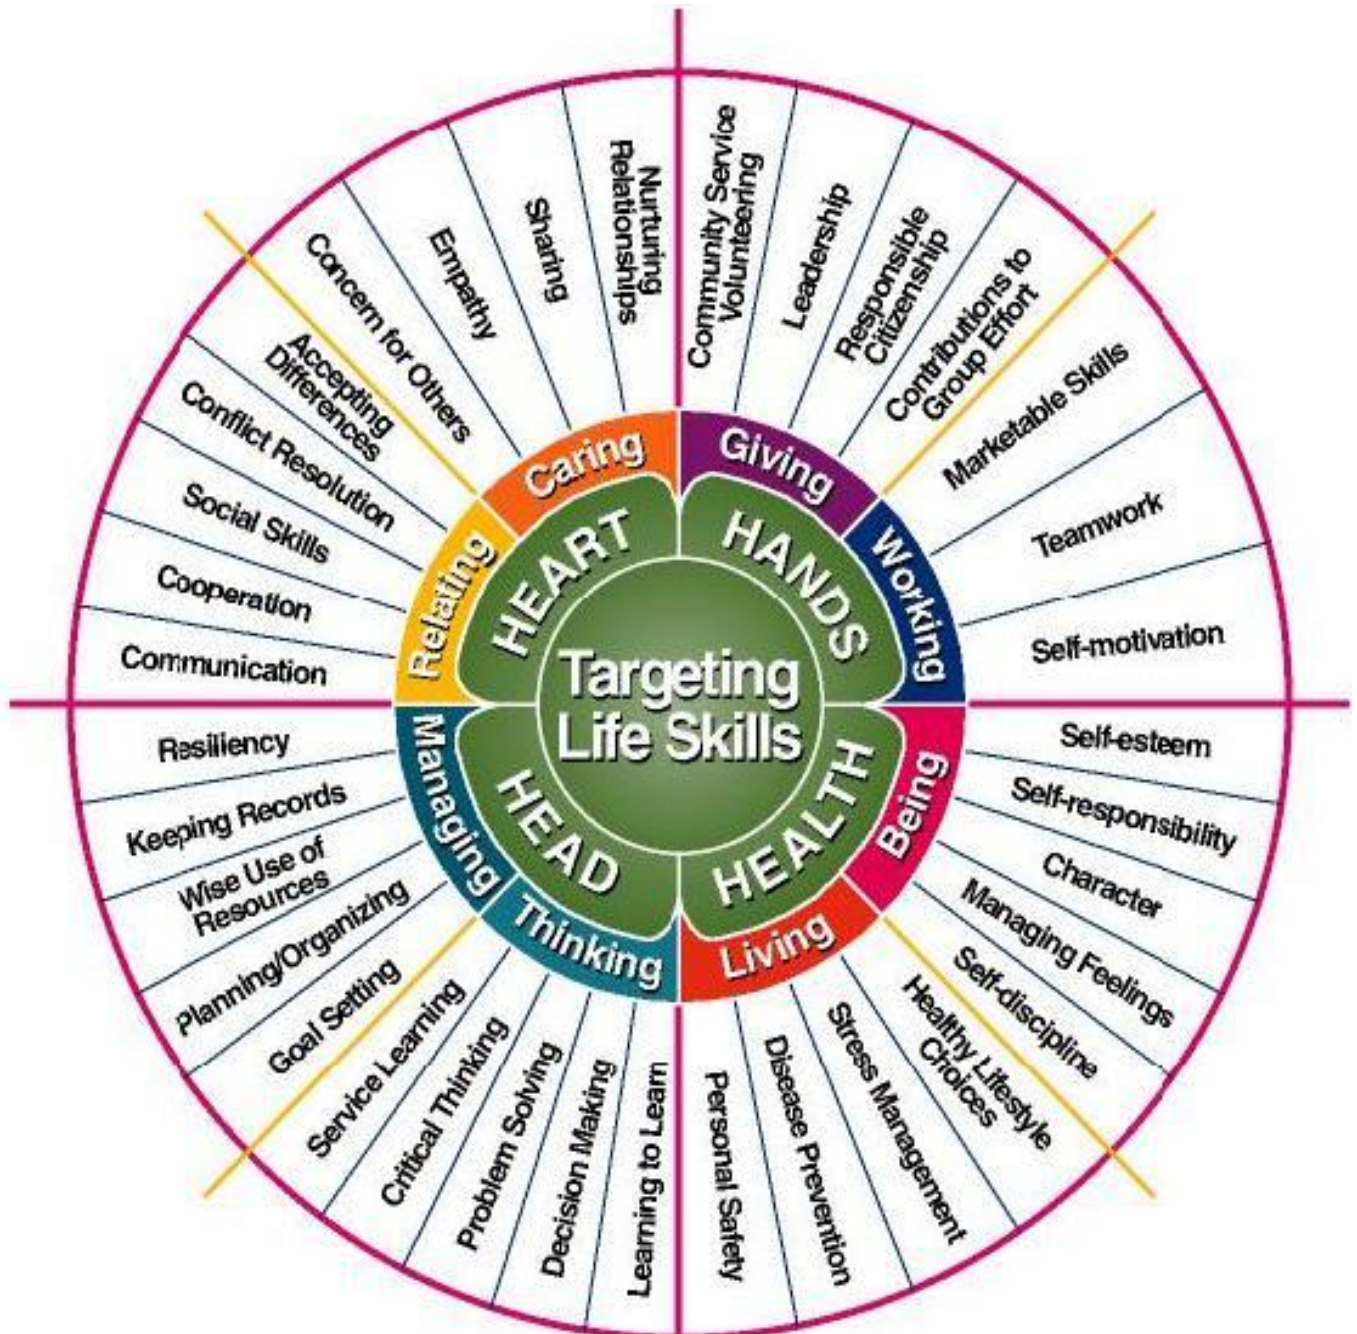 Targeting
Life Skills
HEART
HANDS
HEALTH
HEAD
Caring
Giving
Working
Being
Living
Thinking
Managing
Relating
Nurturing
Relationships
Sharing
Empathy
Concern for Others
Accepting
Differences
Conflict Resolution
Social Skills
Cooperation
Communication
Community Service
Volunteering
Leadership
Responsible
Citizenship
Contributions to
Group Effort
Marketable Skills
Teamwork
Self-motivation
Self-esteem
Self-responsibility
Character
Managing Feelings
Self-discipline
Healthy Lifestyle
Choices
Stress Management
Disease Prevention
Personal Safety
Learning to Learn
Decision Making
Problem Solving
Critical Thinking
Service Learning
Goal Setting
Planning/Organizing
Wise Use of
Resources
Keeping Records
Resiliency